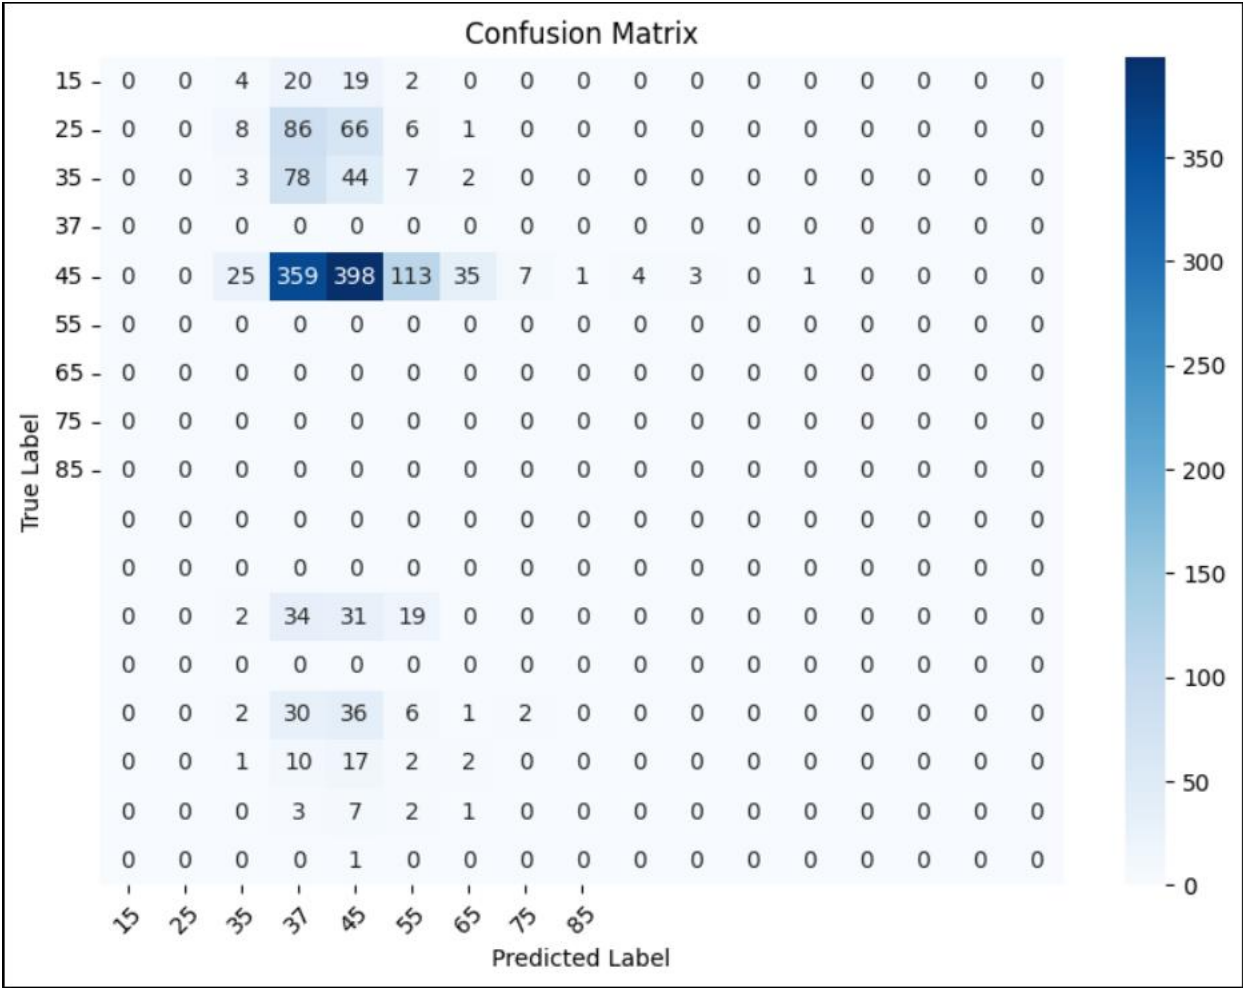 Confusion Matrix
15 - 0 0 4 20 19 2 0 0 0 0 0 0 0 0 0 0 0
25 - 0 0 8 86 66 6 1 0 0 0 0 0 0 0 0 0 0
35 - 0 0 3 78 44 7 2 0 0 0 0 0 0 0 0 0 0
37 - 0 0 0 0 0 0 0 0 0 0 0 0 0 0 0 0 0
45 - 0 0 25 359 398 113 35 7 1 4 3 0 1 0 0 0 0
55 - 0 0 0 0 0 0 0 0 0 0 0 0 0 0 0 0 0
65 - 0 0 0 0 0 0 0 0 0 0 0 0 0 0 0 0 0
75 - 0 0 0 0 0 0 0 0 0 0 0 0 0 0 0 0 0
85 - 0 0 0 0 0 0 0 0 0 0 0 0 0 0 0 0 0
0 0 0 0 0 0 0 0 0 0 0 0 0 0 0 0 0
0 0 0 0 0 0 0 0 0 0 0 0 0 0 0 0 0
0 0 2 34 31 19 0 0 0 0 0 0 0 0 0 0 0
0 0 0 0 0 0 0 0 0 0 0 0 0 0 0 0 0
0 0 2 30 36 6 1 2 0 0 0 0 0 0 0 0 0
0 0 1 10 17 2 2 0 0 0 0 0 0 0 0 0 0
0 0 0 3 7 2 1 0 0 0 0 0 0 0 0 0 0
0 0 0 0 1 0 0 0 0 0 0 0 0 0 0 0 0
15 25 35 37 45 55 65 75 85
Predicted Label
True Label
350
300
250
200
150
100
50
0